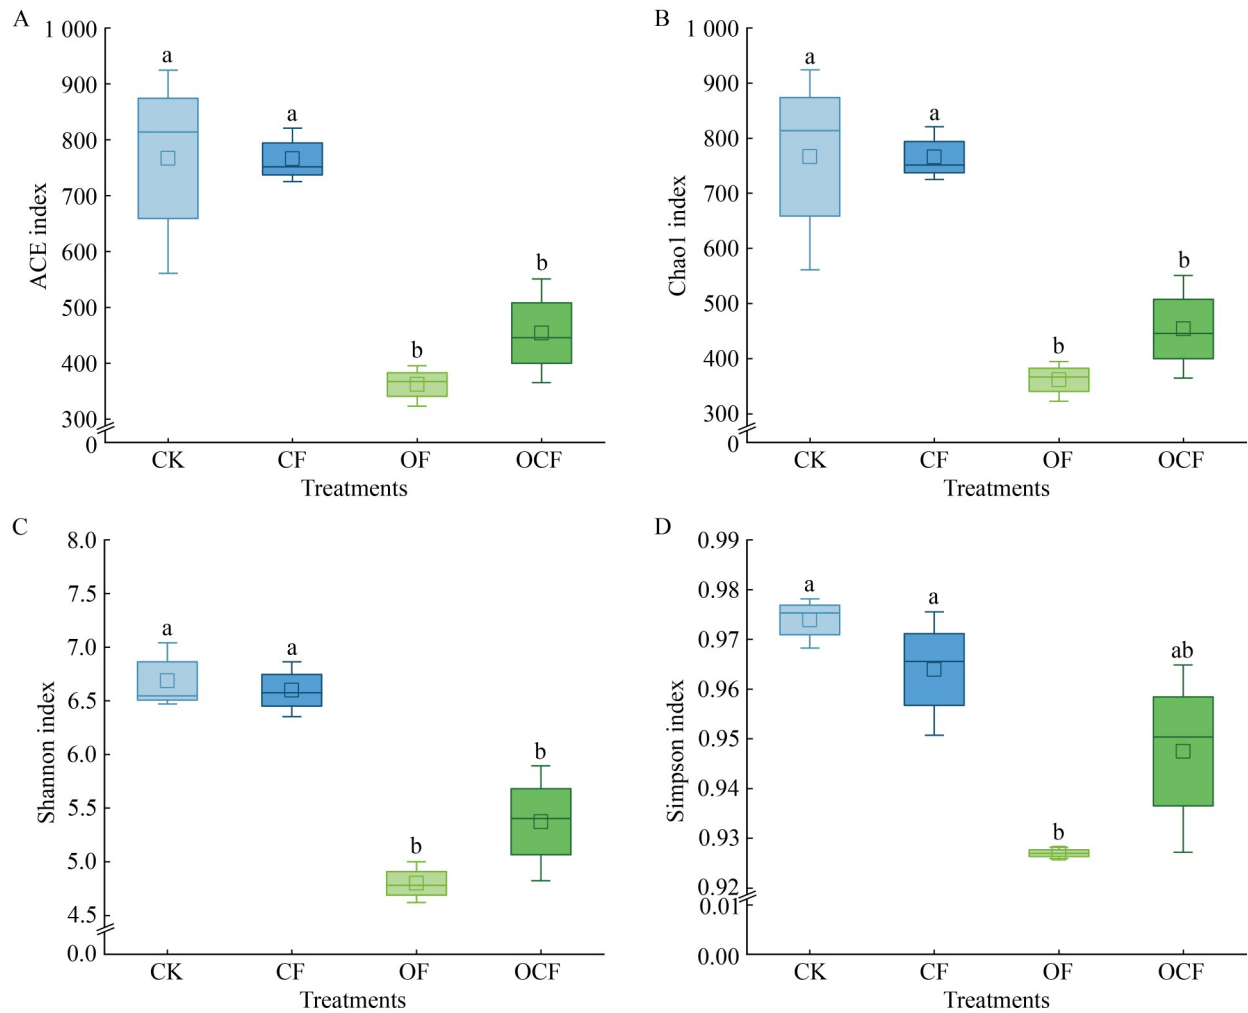 A
1 000
900
800
700
600
500
400
300
0
ACE index
a
a
b
b
CK CF OF OCF
Treatments
B
1 000
900
800
700
600
500
400
300
0
Chao1 index
a
a
b
b
CK CF OF OCF
Treatments
C
8.0
7.5
7.0
6.5
6.0
5.5
5.0
4.5
0.0
Shannon index
a
a
b
b
CK CF OF OCF
Treatments
D
0.99
0.98
0.97
0.96
0.95
0.94
0.93
0.92
0.01
0.00
Simpson index
a
a
b
ab
CK CF OF OCF
Treatments